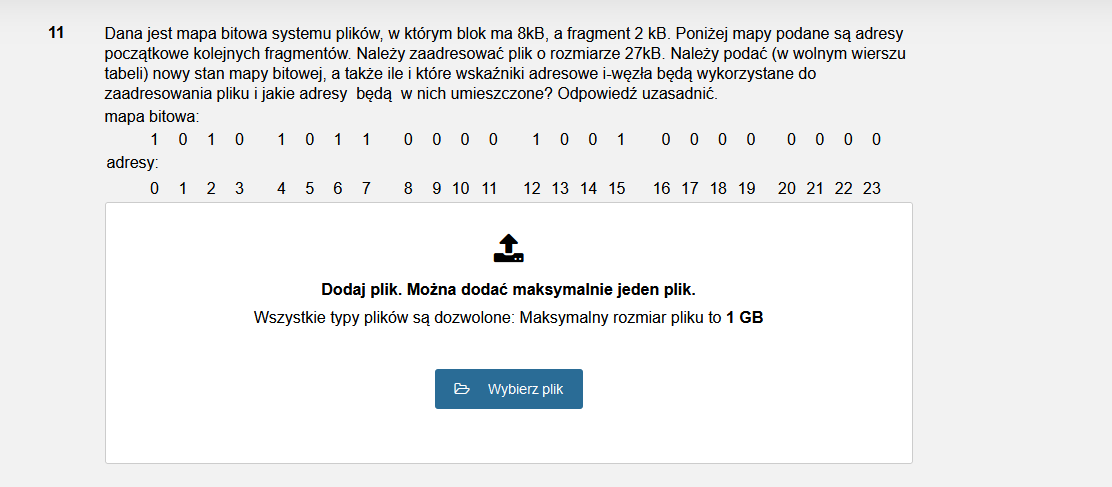 11 Dana jest mapa bitowa systemu plików, w którym blok ma 8kB, a fragment 2 kB. Poniżej mapy podane są adresy
początkowe kolejnych fragmentów. Należy zaadresować plik o rozmiarze 27kB. Należy podać (w wolnym wierszu
tabeli) nowy stan mapy bitowej, a także ile i które wskaźniki adresowe i-węzła będą wykorzystane do
zaadresowania pliku i jakie adresy będą w nich umieszczone? Odpowiedź uzasadnić.
mapa bitowa:
1 0 1 0 1 0 1 1 0 0 0 0 1 0 0 1 0 0 0 0 0 0 0 0
adresy:
0 1 2 3 4 5 6 7 8 9 10 11 12 13 14 15 16 17 18 19 20 21 22 23
Dodaj plik. Można dodać maksymalnie jeden plik.
Wszystkie typy plików są dozwolone: Maksymalny rozmiar pliku to 1 GB
Wybierz plik